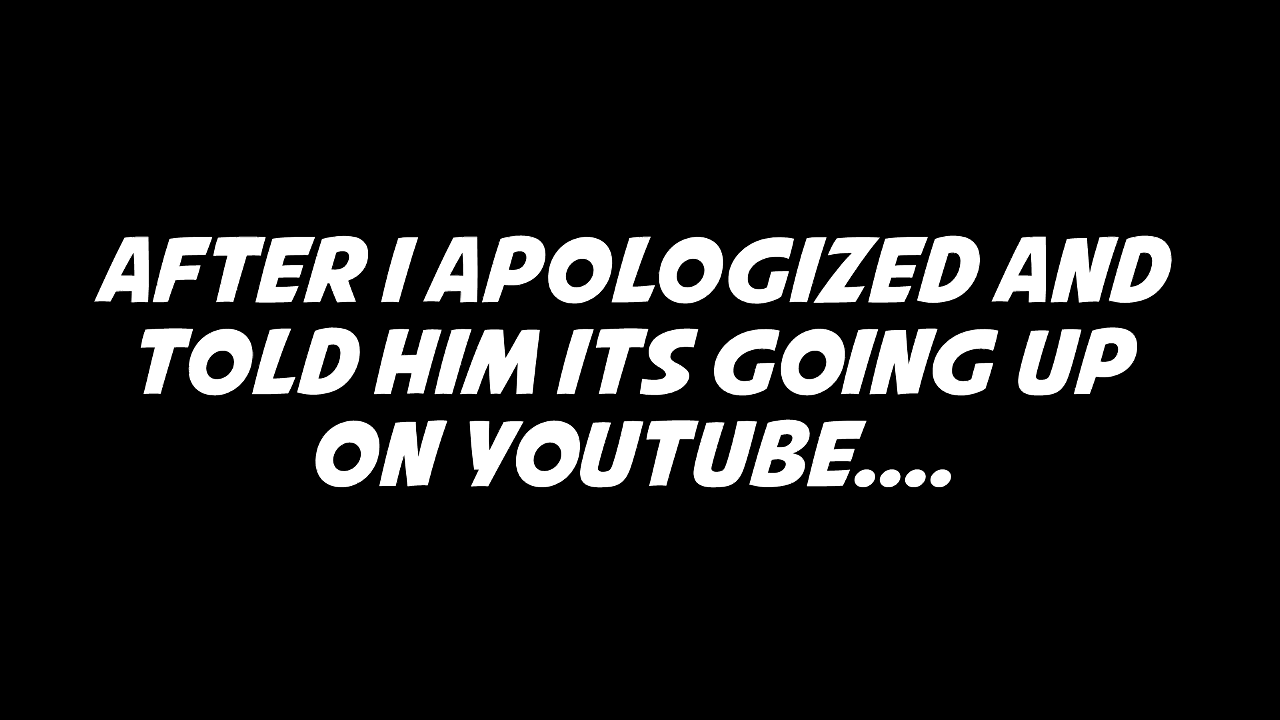 AFTER I APOLOGIZED AND
TOLD HIM ITS GOING UP
ON YOUTUBE....